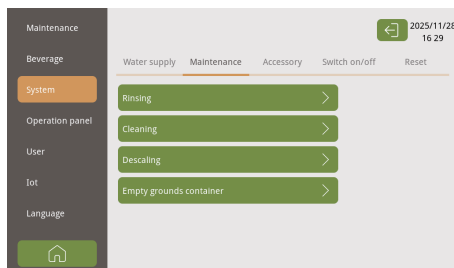 Maintenance
Beverage
System
Operation panel
User
Iot
Language
2025/11/28
16 29
Water supply Maintenance Accessory Switch on/off Reset
Rinsing
Cleaning
Descaling
Empty grounds container